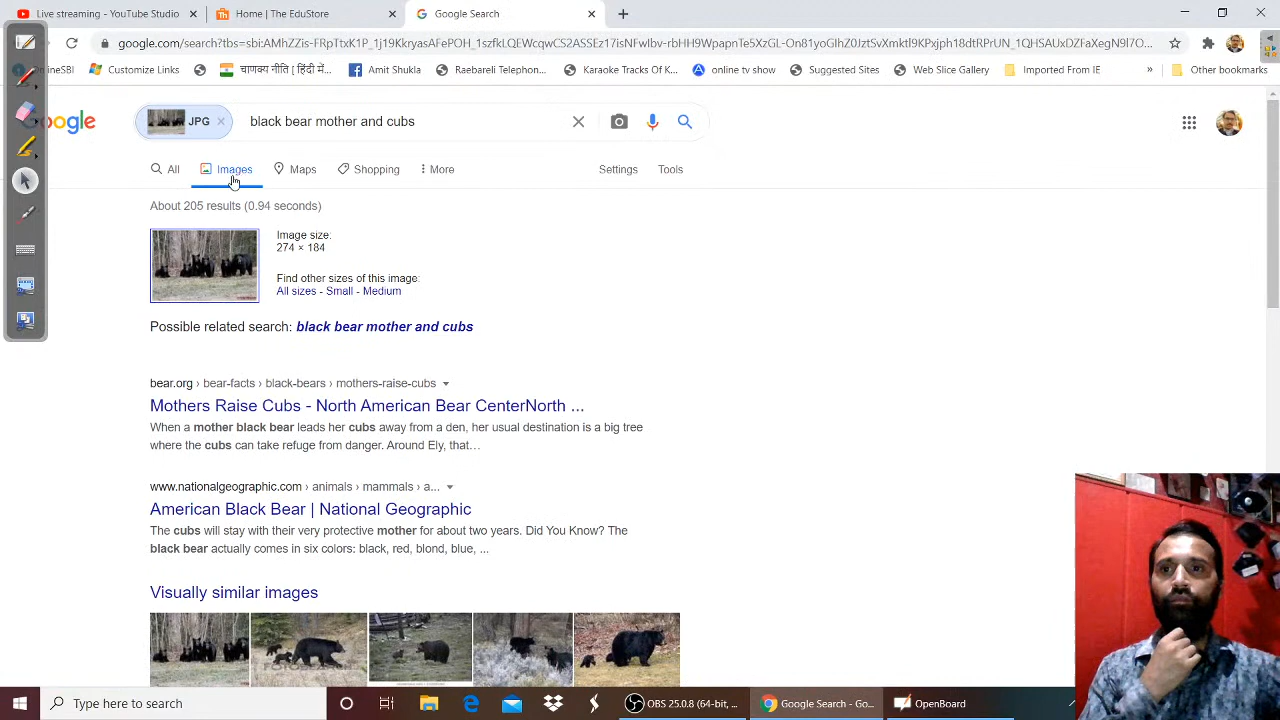 Live streaming - YouTube Studio
Home | The EduStore
Google Search
google.com/search?tbs=sbi:
OnlineSBI
Customize Links
चाणक्य नीति | हिंदी में...
Amit Shukla
Raebareli Telephon...
Karaoke Tracks Of K...
online tv show
Suggested Sites
Web Slice Gallery
Imported From IE
»
Other bookmarks
JPG
black bear mother and cubs
All
Images
Maps
Shopping
More
Settings
Tools
About 205 results (0.94 seconds)
Image size:
274 × 184
Find other sizes of this image:
All sizes - Small - Medium
Possible related search: black bear mother and cubs
bear.org › bear-facts › black-bears › mothers-raise-cubs
Mothers Raise Cubs - North American Bear CenterNorth ...
When a mother black bear leads her cubs away from a den, her usual destination is a big tree
where the cubs can take refuge from danger. Around Ely, that…
www.nationalgeographic.com › animals › mammals › a...
American Black Bear | National Geographic
The cubs will stay with their very protective mother for about two years. Did You Know? The
black bear actually comes in six colors: black, red, blond, blue, ...
Visually similar images
Type here to search
OBS 25.0.8 (64-bit, ...
Google Search - Go...
OpenBoard